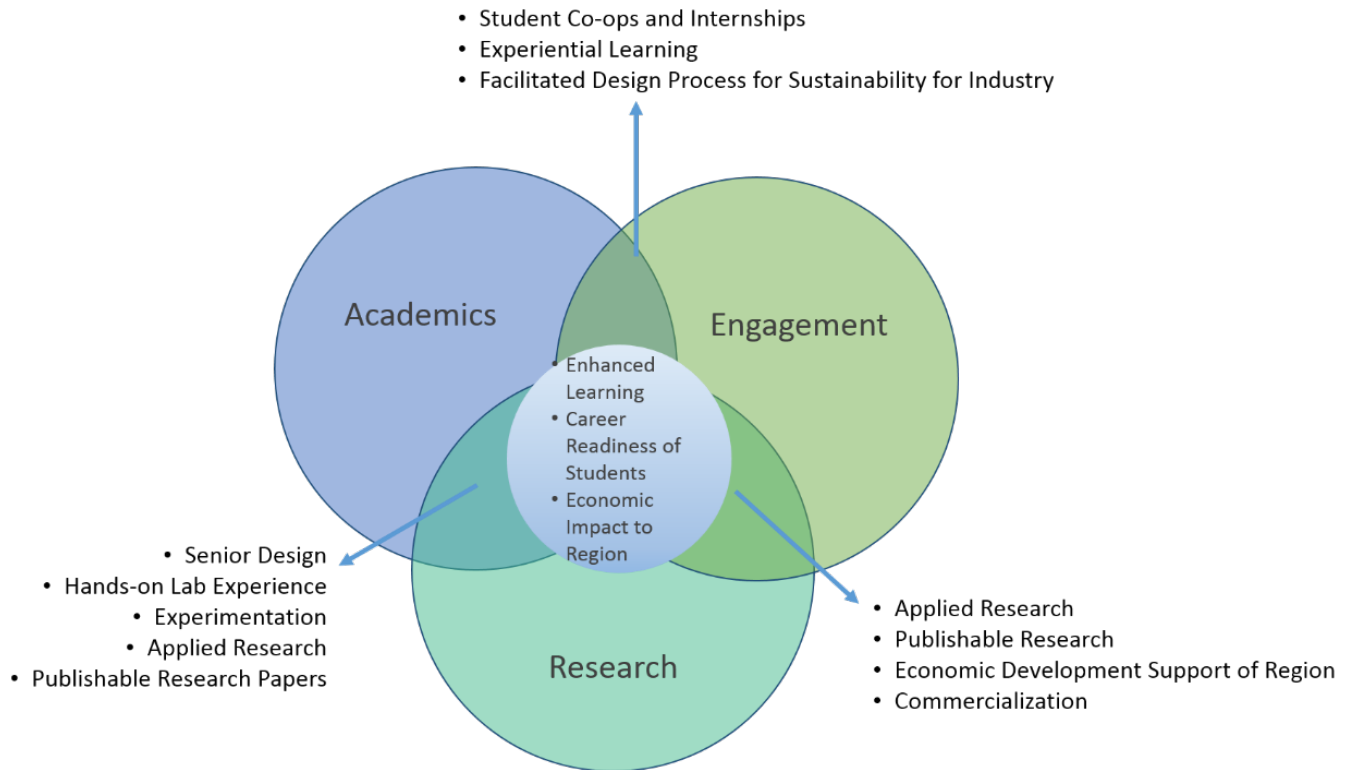 • Student Co-ops and Internships
• Experiential Learning
• Facilitated Design Process for Sustainability for Industry
Academics
Engagement
• Enhanced
Learning
• Career
Readiness of
Students
• Economic
Impact to
Region
• Senior Design
• Hands-on Lab Experience
• Experimentation
• Applied Research
• Publishable Research Papers
Research
• Applied Research
• Publishable Research
• Economic Development Support of Region
• Commercialization